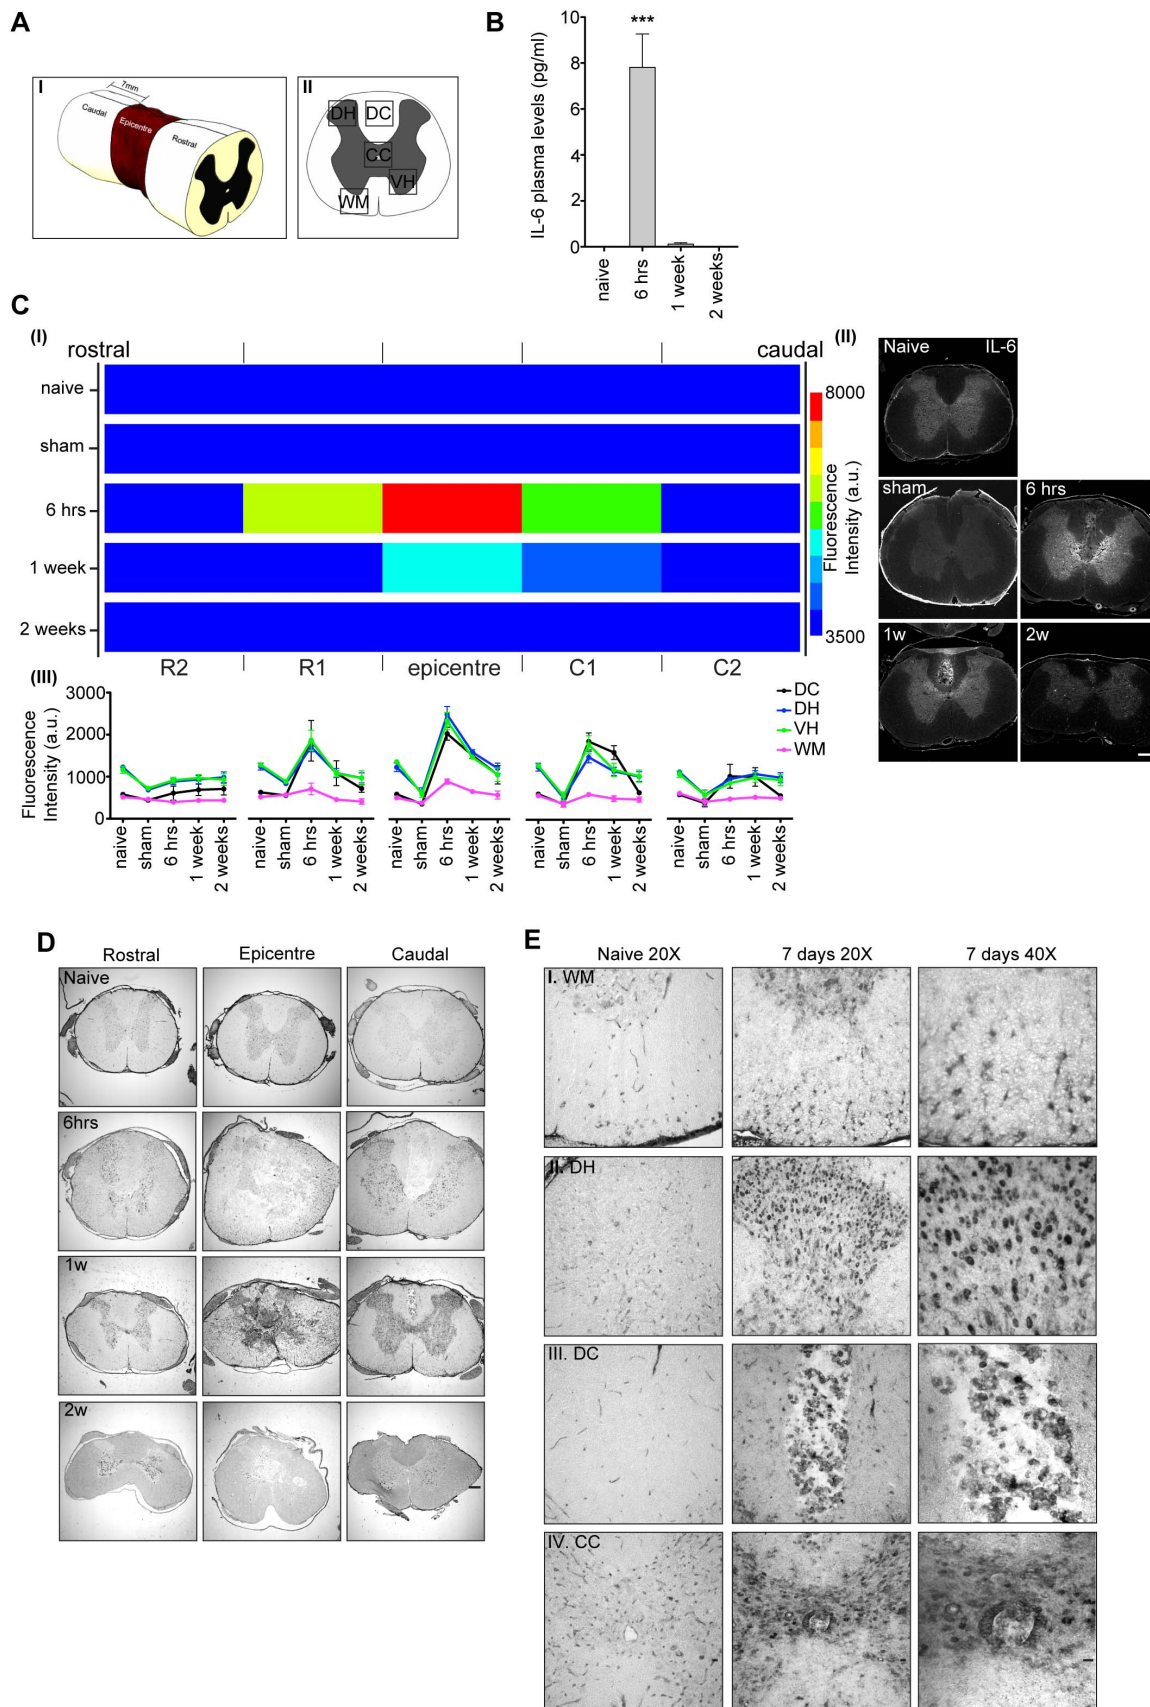 A
I
7mm
Caudal
Epicentre
Rostral
II
DH
DC
CC
VH
WM
B
IL-6 plasma levels (pg/ml)
10
8
6
4
2
0
***
naive
6 hrs
1 week
2 weeks
C
(I)
rostral
caudal
naive
sham
6 hrs
1 week
2 weeks
8000
Fluorescence
Intensity (a.u.)
3500
R2
R1
epicentre
C1
C2
(II)
Naive
IL-6
sham
6 hrs
1w
2w
(III)
Fluorescence
Intensity (a.u.)
3000
2000
1000
0
naive
sham
6 hrs
1 week
2 weeks
naive
sham
6 hrs
1 week
2 weeks
naive
sham
6 hrs
1 week
2 weeks
naive
sham
6 hrs
1 week
2 weeks
naive
sham
6 hrs
1 week
2 weeks
DC
DH
VH
WM
D
Rostral
Epicentre
Caudal
Naive
6hrs
1w
2w
E
Naive 20X
7 days 20X
7 days 40X
I. WM
II. DH
III. DC
IV. CC